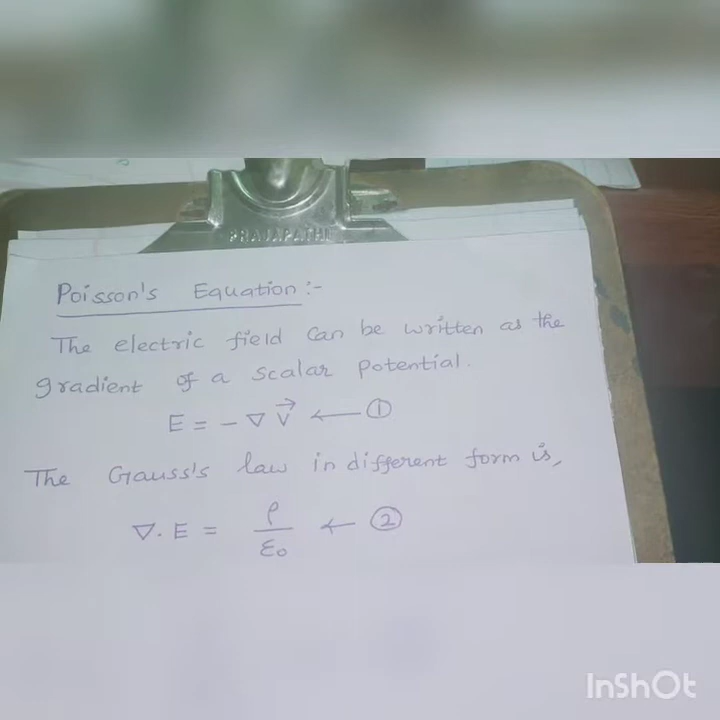 PRAJAPATHI
Poisson's Equation :-
The electric field can be written as the
gradient of a scalar potential.
E = - ∇ V⃗ ← ①
The Gauss's law in different form is,
∇. E = ρ/ε₀ ← ②
InShOt